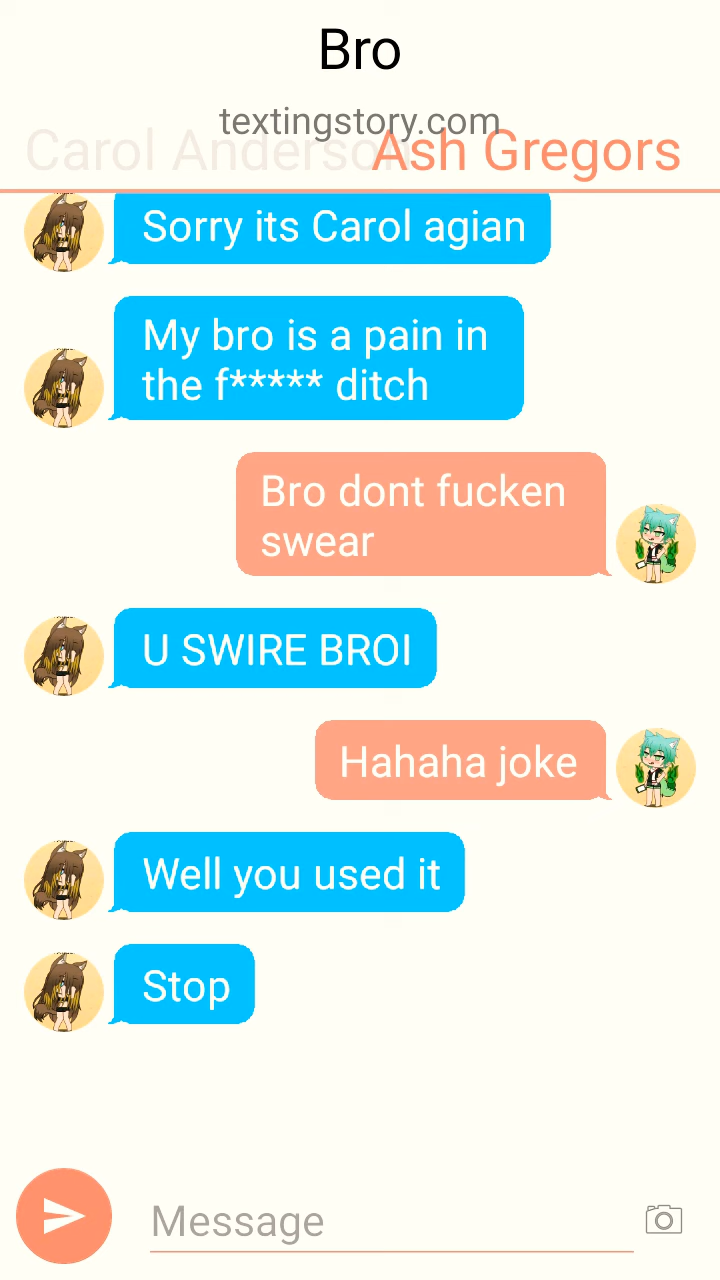 Bro
textingstory.com
Carol Anderson
Ash Gregors
Sorry its Carol agian
My bro is a pain in
the f***** ditch
Bro dont fucken
swear
U SWIRE BROI
Hahaha joke
Well you used it
Stop
Message